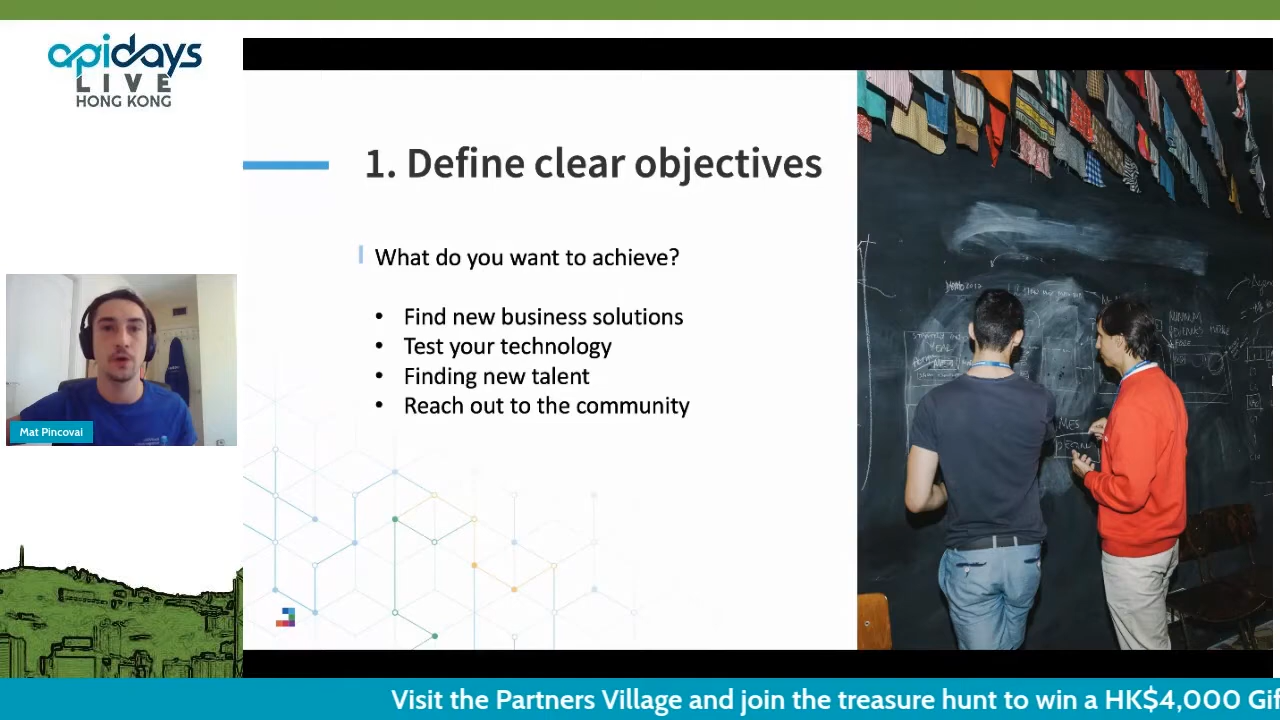 apidays
LIVE
HONG KONG
1. Define clear objectives
What do you want to achieve?
• Find new business solutions
• Test your technology
• Finding new talent
• Reach out to the community
Mat Pincovai
Visit the Partners Village and join the treasure hunt to win a HK$4,000 Gif